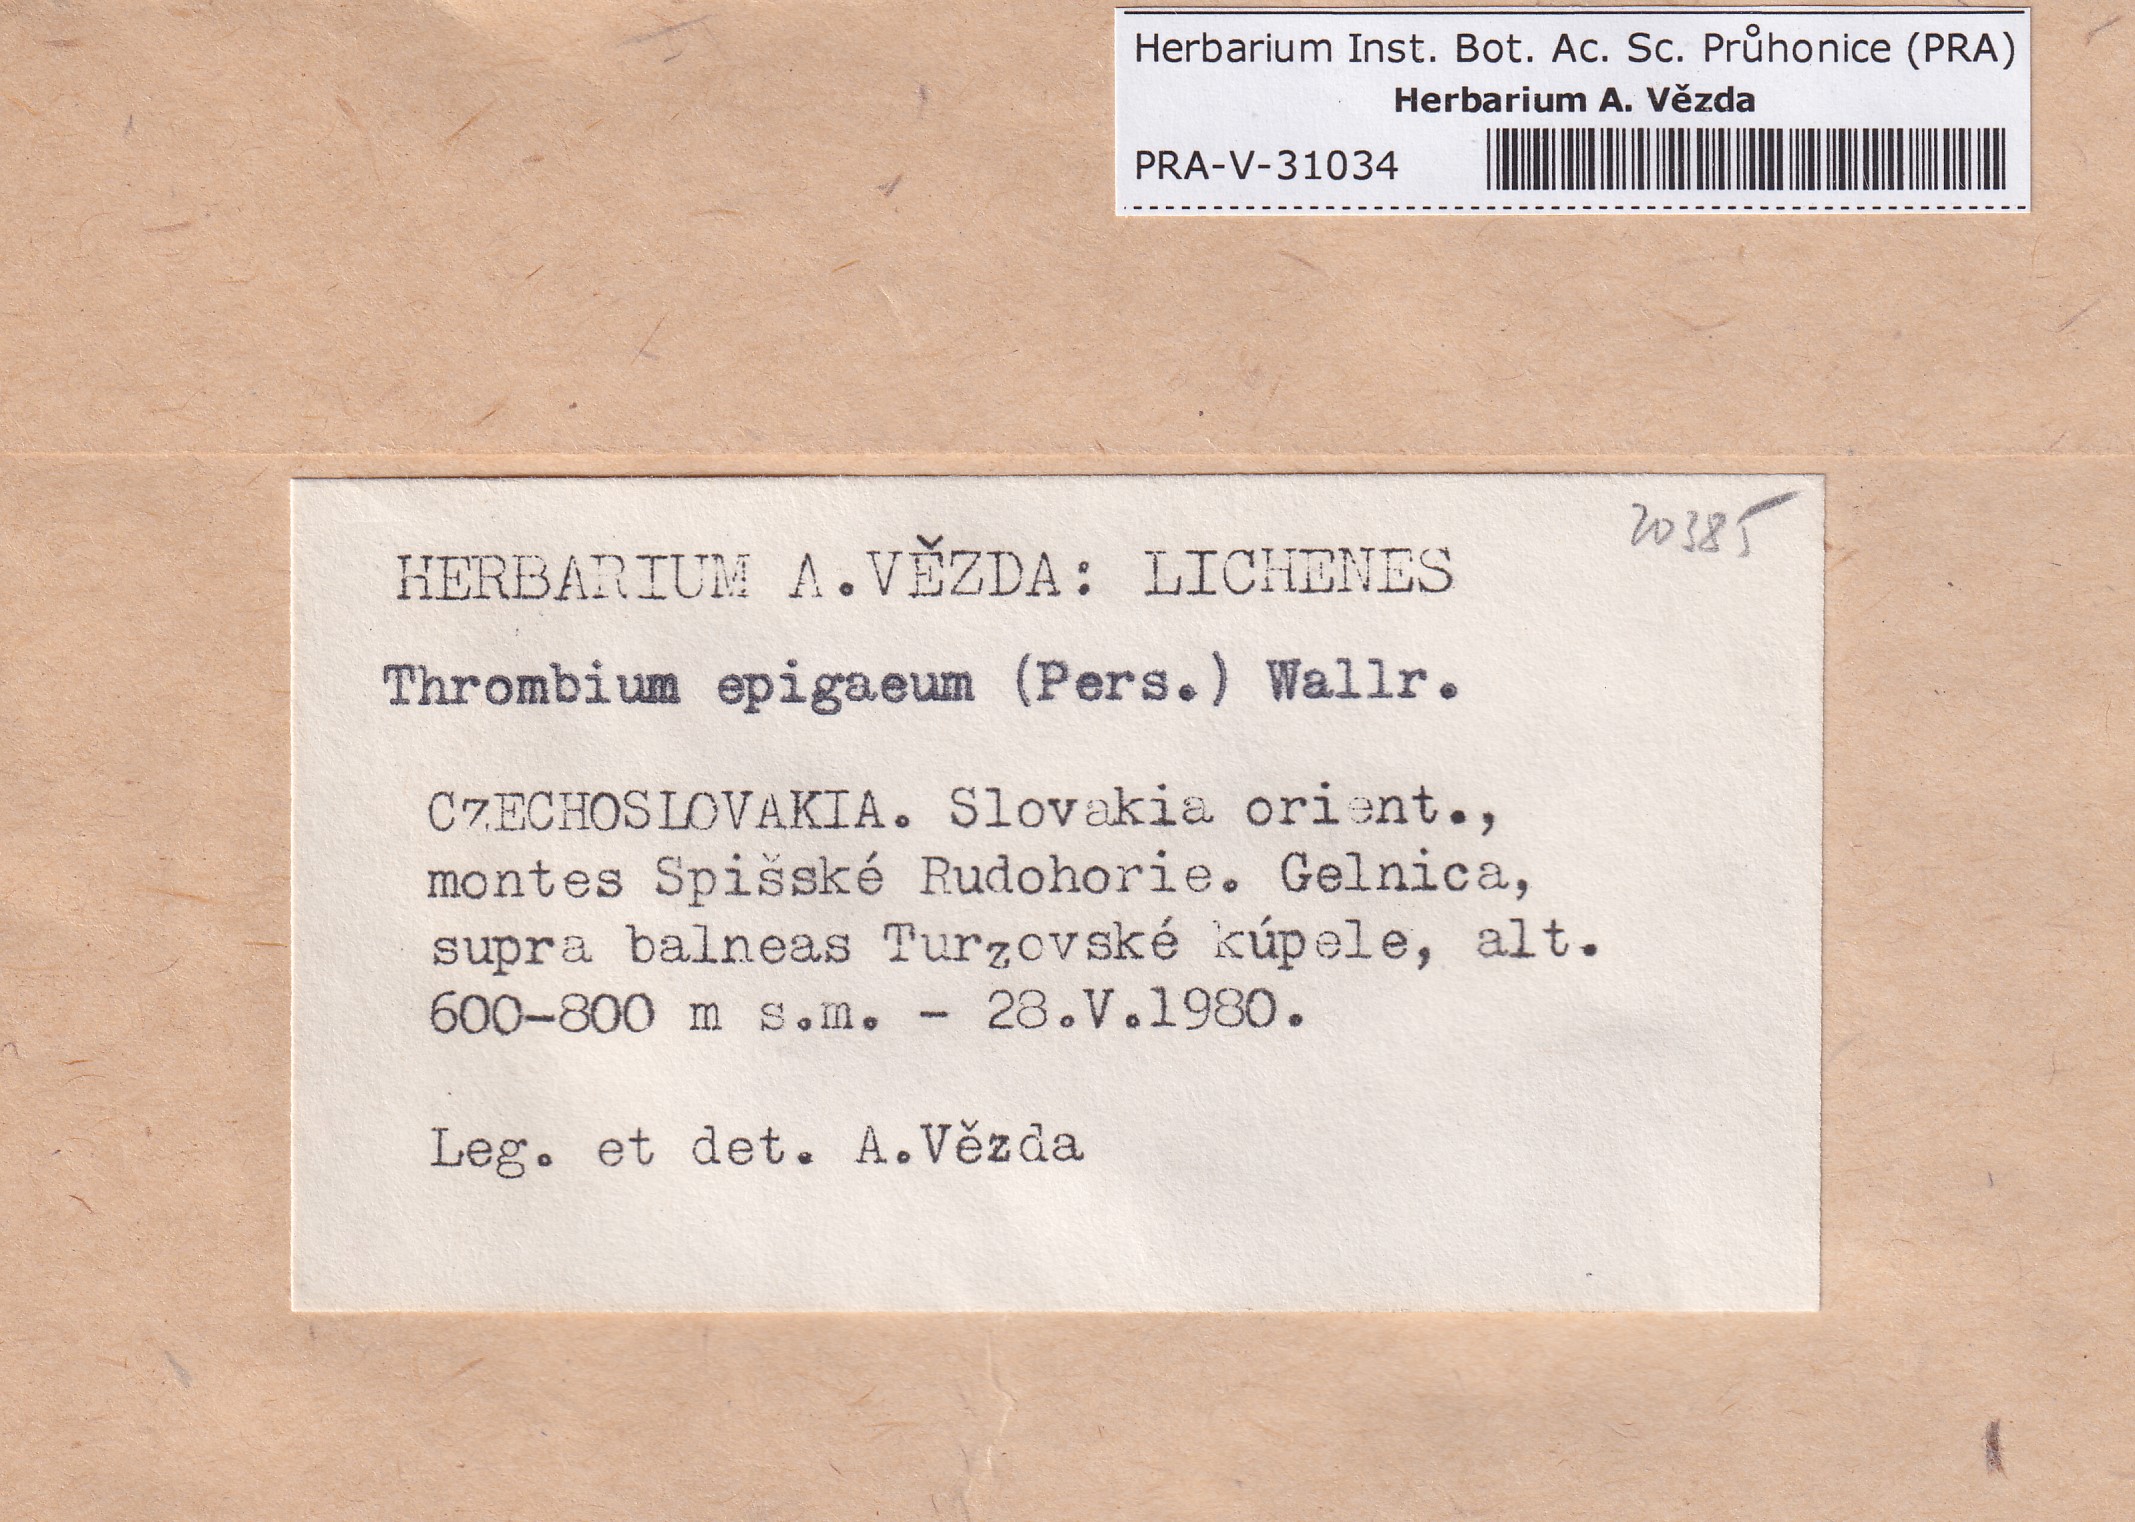 Herbarium Inst. Bot. Ac. Sc. Průhonice (PRA)
Herbarium A. Vězda
PRA-V-31034
20385
HERBARIUM A.VĚZDA: LICHENES
Thrombium epigaeum (Pers.) Wallr.
CzECHOSLOVAKIA. Slovakia orient.,
montes Spišské Rudohorie. Gelnica,
supra balneas Turzovské kúpele, alt.
600-800 m s.m. - 28.V.1980.
Leg. et det. A.Vězda